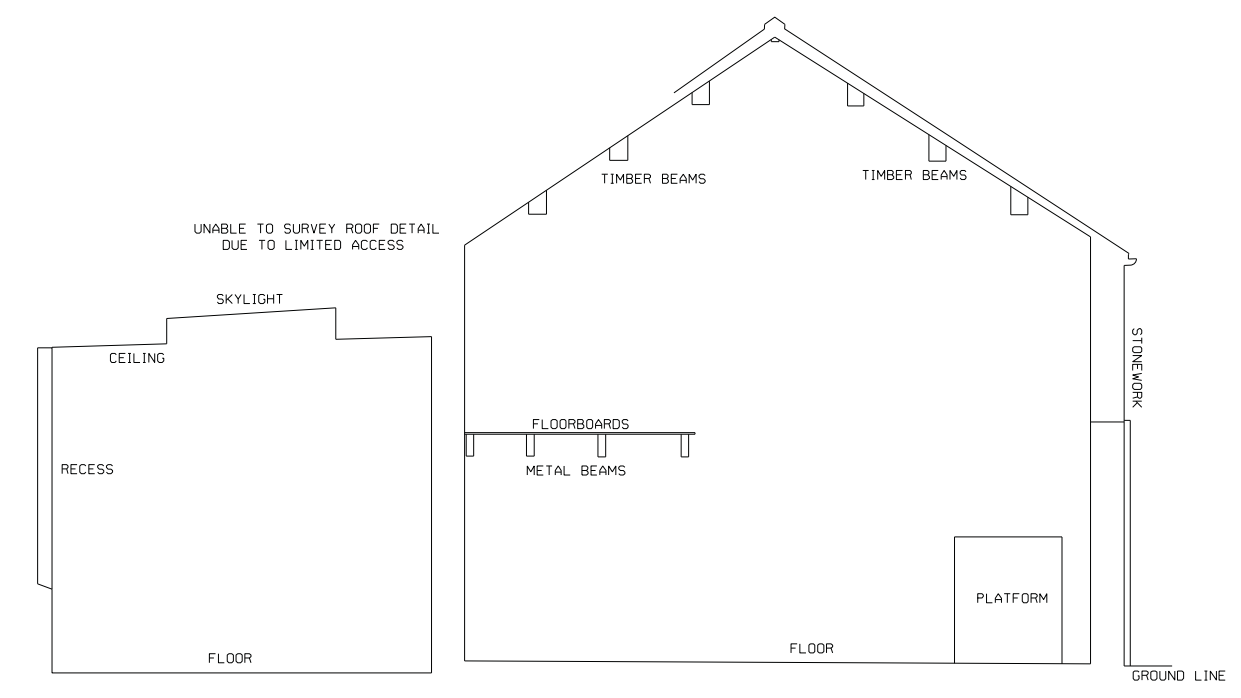 TIMBER BEAMS
TIMBER BEAMS
UNABLE TO SURVEY ROOF DETAIL
DUE TO LIMITED ACCESS
SKYLIGHT
CEILING
STONEWORK
FLOORBOARDS
RECESS
METAL BEAMS
PLATFORM
FLOOR
FLOOR
GROUND LINE